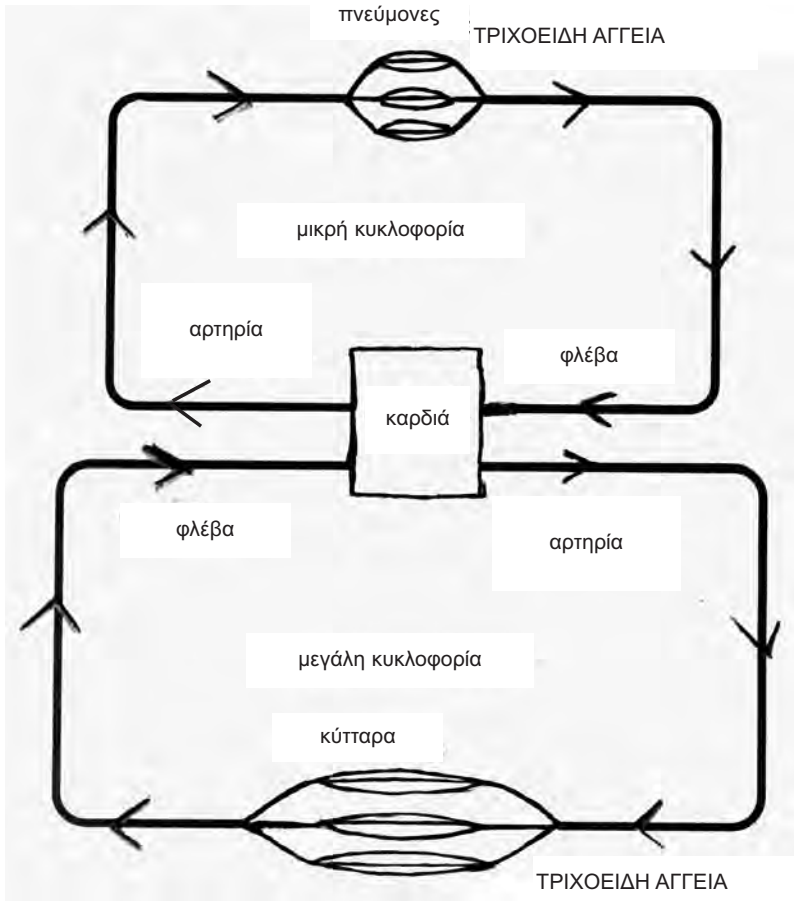 πνεύμονες
ΤΡΙΧΟΕΙΔΗ ΑΓΓΕΙΑ
μικρή κυκλοφορία
αρτηρία
φλέβα
καρδιά
φλέβα
αρτηρία
μεγάλη κυκλοφορία
κύτταρα
ΤΡΙΧΟΕΙΔΗ ΑΓΓΕΙΑ